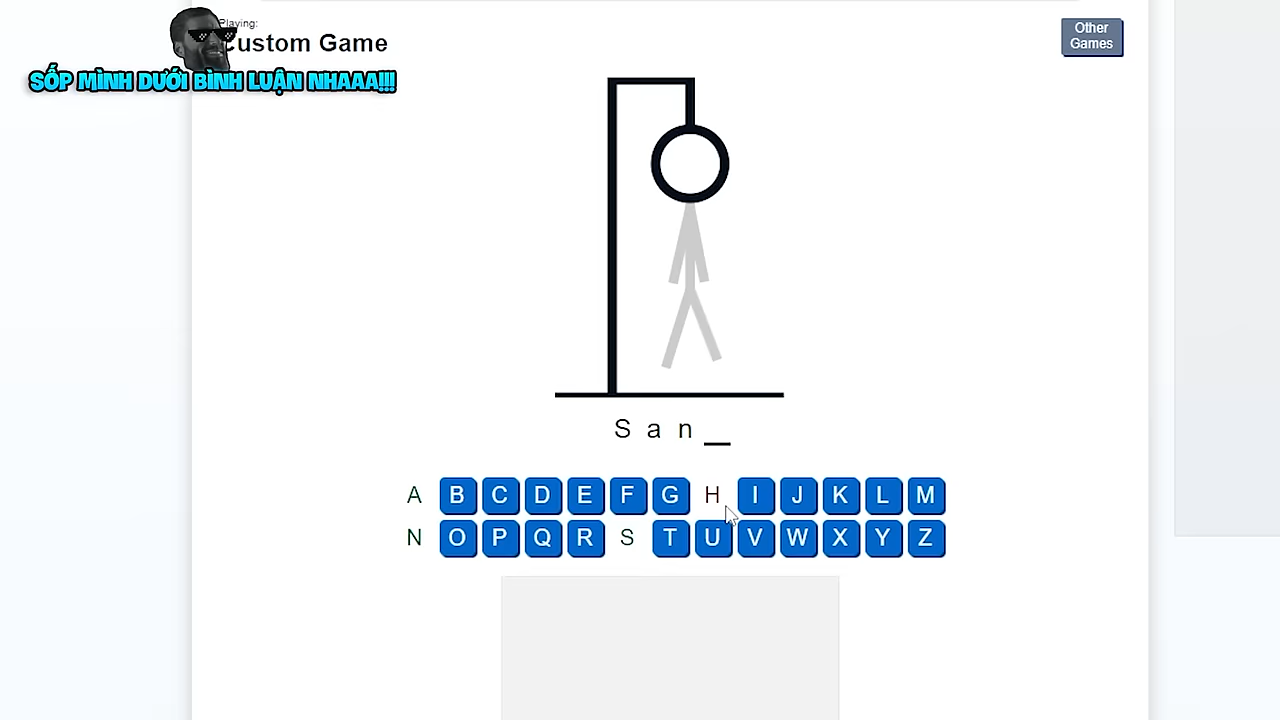 Playing:
Custom Game
Other
Games
SỐP MÌNH DƯỚI BÌNH LUẬN NHAAA!!!
S a n _
A B C D E F G H I J K L M
N O P Q R S T U V W X Y Z